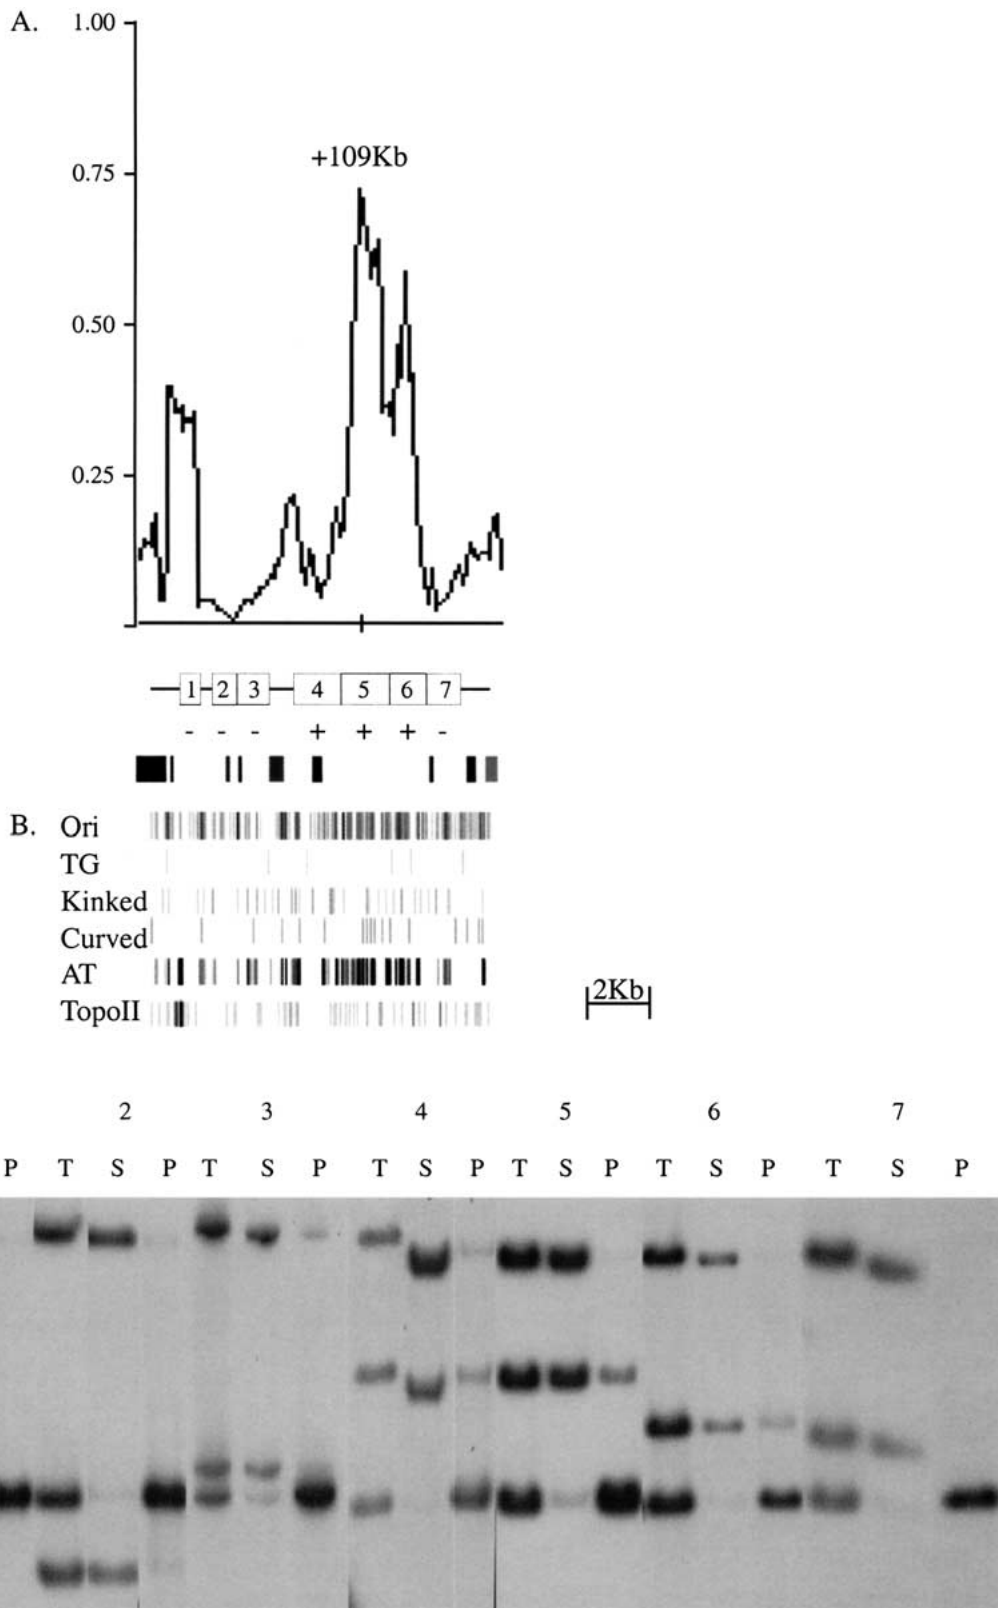 A.
1.00
0.75
+109Kb
0.50
0.25
1 2 3 4 5 6 7
- - - + + + -
B.
Ori
TG
Kinked
Curved
AT
TopoII
2Kb
2 3 4 5 6 7
P T S P T S P T S P T S P T S P T S P